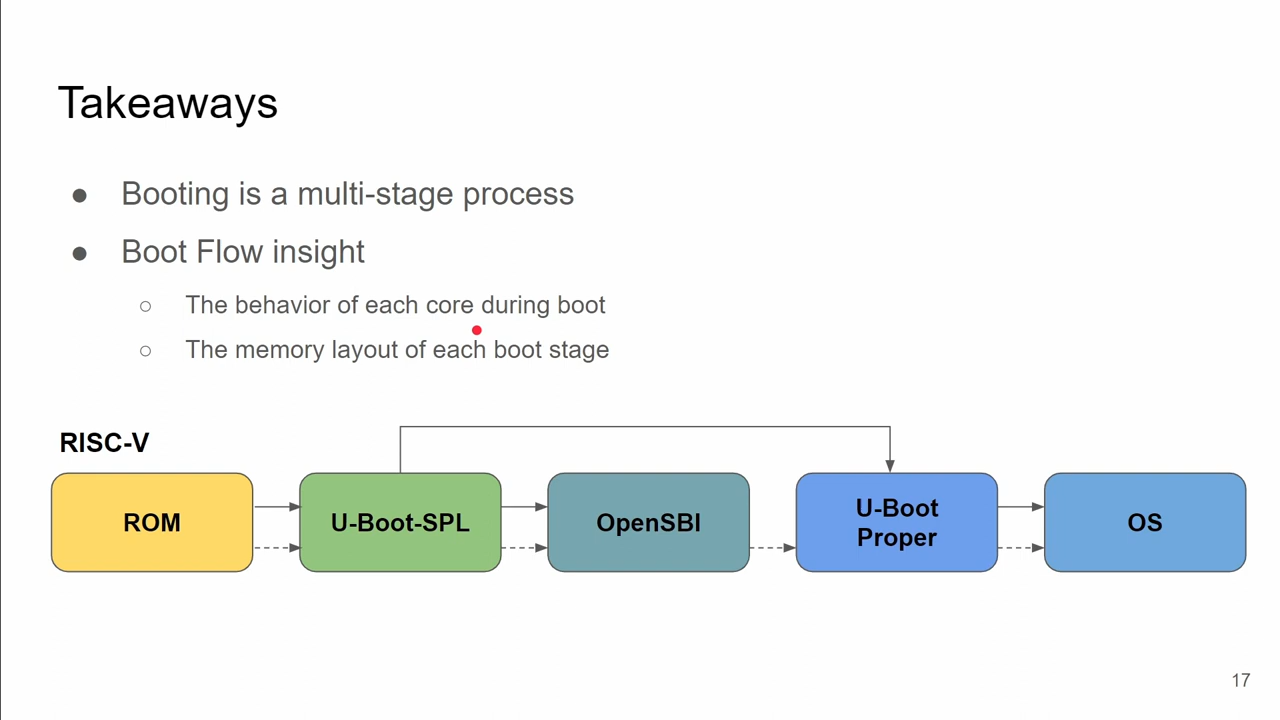 Takeaways
● Booting is a multi-stage process
● Boot Flow insight
○ The behavior of each core during boot
○ The memory layout of each boot stage
RISC-V
ROM
U-Boot-SPL
OpenSBI
U-Boot
Proper
OS
17